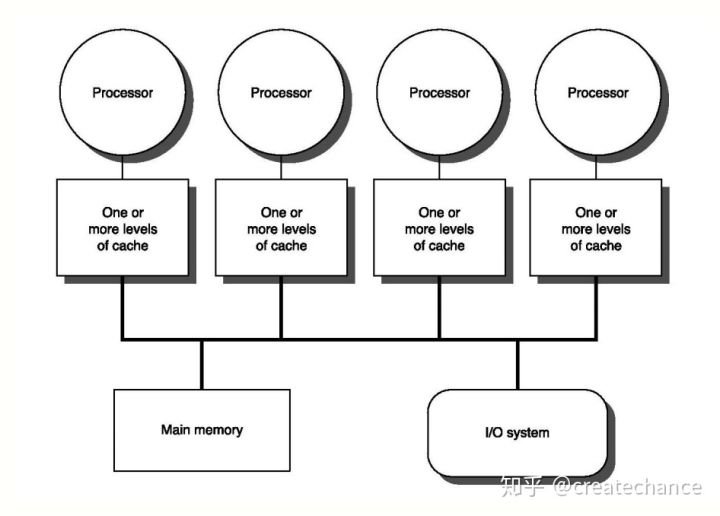 Processor
Processor
Processor
Processor
One or
more levels
of cache
One or
more levels
of cache
One or
more levels
of cache
One or
more levels
of cache
Main memory
I/O system
知乎 @createchance